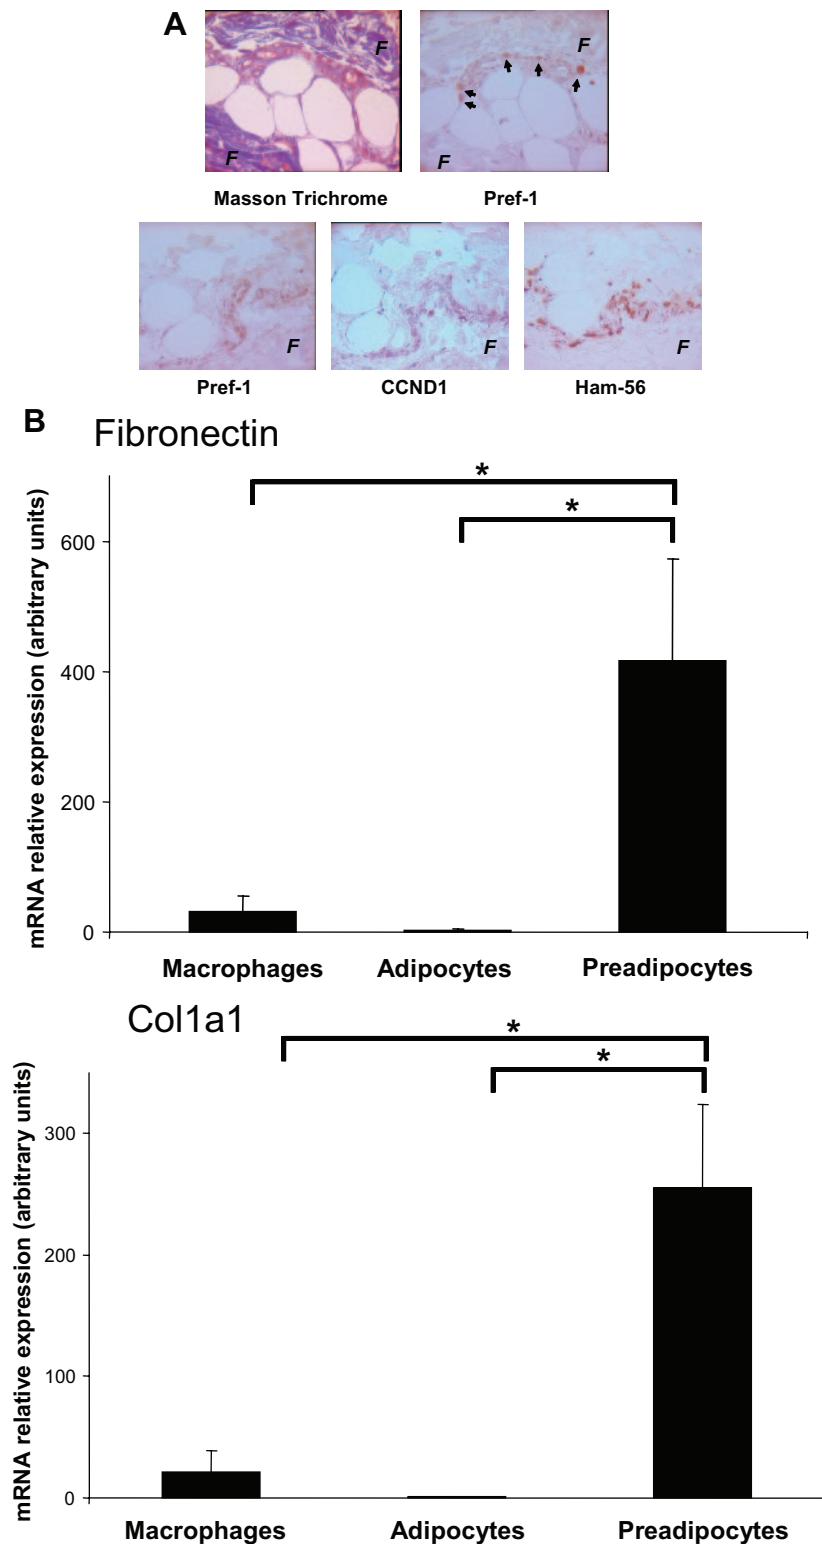 A
F
F
F
F
Masson Trichrome
Pref-1
F
F
F
Pref-1
CCND1
Ham-56
B
Fibronectin
*
*
mRNA relative expression (arbitrary units)
600
400
200
0
Macrophages
Adipocytes
Preadipocytes
Col1a1
*
*
mRNA relative expression (arbitrary units)
300
200
100
0
Macrophages
Adipocytes
Preadipocytes